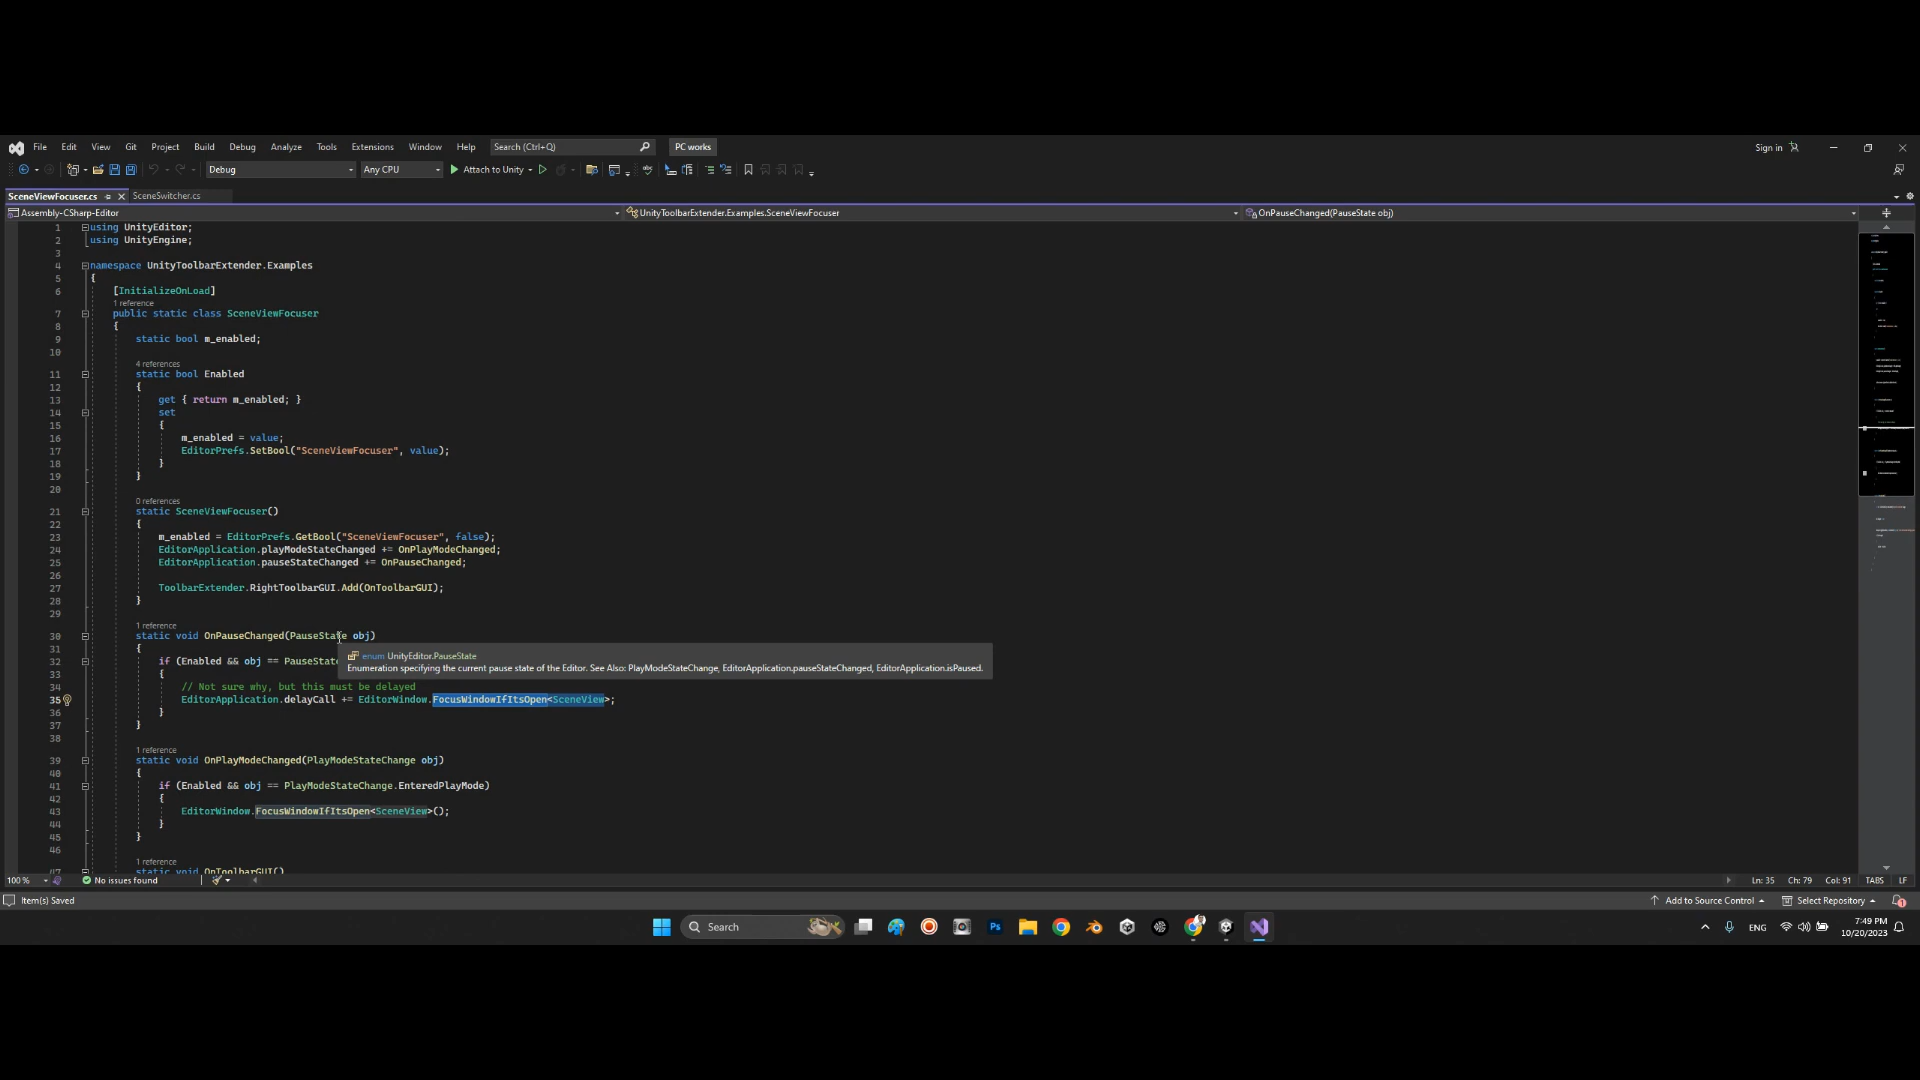 File Edit View Git Project Build Debug Analyze Tools Extensions Window Help Search (Ctrl+Q) PC works Sign in
Debug Any CPU Attach to Unity
SceneViewFocuser.cs SceneSwitcher.cs
Assembly-CSharp-Editor UnityToolbarExtender.Examples.SceneViewFocuser OnPauseChanged(PauseState obj)
1 using UnityEditor;
2 using UnityEngine;
3
4 namespace UnityToolbarExtender.Examples
5 {
6 [InitializeOnLoad]
1 reference
7 public static class SceneViewFocuser
8 {
9 static bool m_enabled;
10
4 references
11 static bool Enabled
12 {
13 get { return m_enabled; }
14 set
15 {
16 m_enabled = value;
17 EditorPrefs.SetBool("SceneViewFocuser", value);
18 }
19 }
20
0 references
21 static SceneViewFocuser()
22 {
23 m_enabled = EditorPrefs.GetBool("SceneViewFocuser", false);
24 EditorApplication.playModeStateChanged += OnPlayModeChanged;
25 EditorApplication.pauseStateChanged += OnPauseChanged;
26
27 ToolbarExtender.RightToolbarGUI.Add(OnToolbarGUI);
28 }
29
1 reference
30 static void OnPauseChanged(PauseState obj)
31 {
enum UnityEditor.PauseState
32 if (Enabled && obj == PauseState
Enumeration specifying the current pause state of the Editor. See Also: PlayModeStateChange, EditorApplication.pauseStateChanged, EditorApplication.isPaused.
33 {
34 // Not sure why, but this must be delayed
35 EditorApplication.delayCall += EditorWindow.FocusWindowIfItsOpen<SceneView>;
36 }
37 }
38
1 reference
39 static void OnPlayModeChanged(PlayModeStateChange obj)
40 {
41 if (Enabled && obj == PlayModeStateChange.EnteredPlayMode)
42 {
43 EditorWindow.FocusWindowIfItsOpen<SceneView>();
44 }
45 }
46
1 reference
47 static void OnToolbarGUI()
100 % No issues found Ln: 35 Ch: 79 Col: 91 TABS LF
Item(s) Saved Add to Source Control Select Repository 1
Search Ps ENG 7:49 PM
10/20/2023